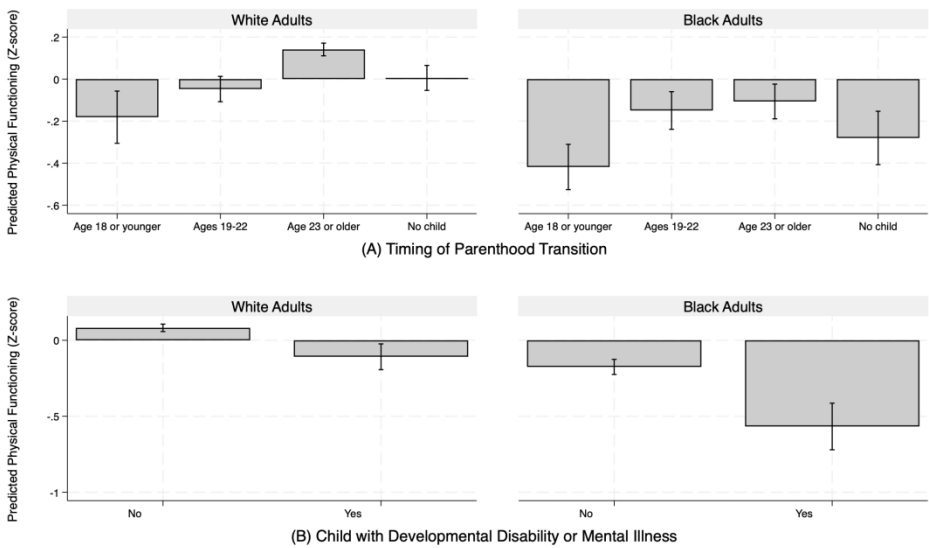 White Adults
Black Adults
Predicted Physical Functioning (Z-score)
.2
0
-.2
-.4
-.6
Age 18 or younger
Ages 19-22
Age 23 or older
No child
Age 18 or younger
Ages 19-22
Age 23 or older
No child
(A) Timing of Parenthood Transition
White Adults
Black Adults
Predicted Physical Functioning (Z-score)
0
-.5
-1
No
Yes
No
Yes
(B) Child with Developmental Disability or Mental Illness